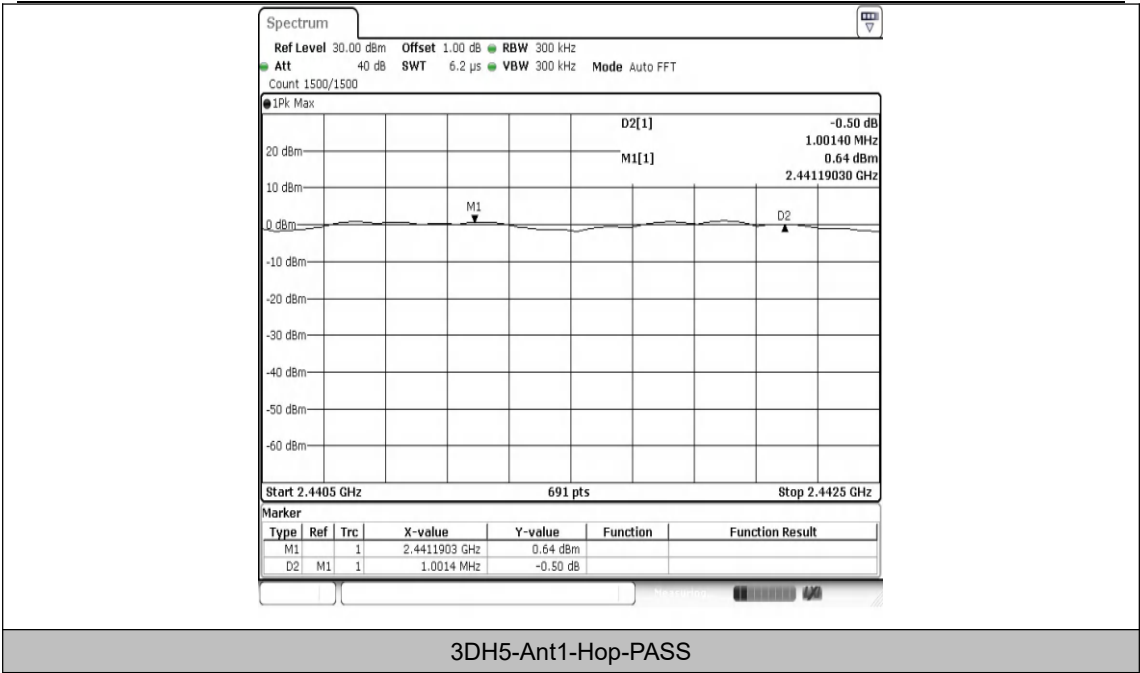 Spectrum
Ref Level 30.00 dBm Offset 1.00 dB RBW 300 kHz
Att 40 dB SWT 6.2 µs VBW 300 kHz Mode Auto FFT
Count 1500/1500
1Pk Max
D2[1] -0.50 dB
1.00140 MHz
20 dBm
M1[1] 0.64 dBm
2.44119030 GHz
10 dBm
M1
D2
0 dBm
-10 dBm
-20 dBm
-30 dBm
-40 dBm
-50 dBm
-60 dBm
Start 2.4405 GHz 691 pts Stop 2.4425 GHz
Marker
Type Ref Trc X-value Y-value Function Function Result
M1 1 2.4411903 GHz 0.64 dBm
D2 M1 1 1.0014 MHz -0.50 dB
Measuring...
3DH5-Ant1-Hop-PASS